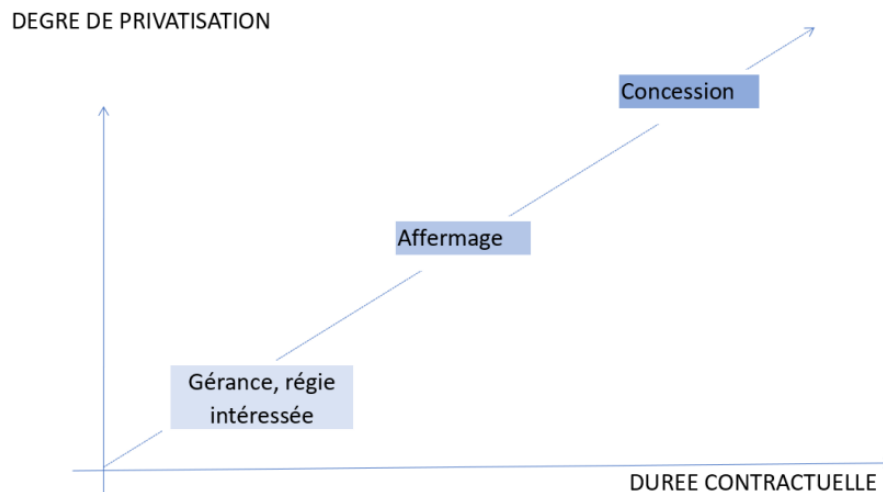 DEGRE DE PRIVATISATION
Concession
Affermage
Gérance, régie
intéressée
DUREE CONTRACTUELLE